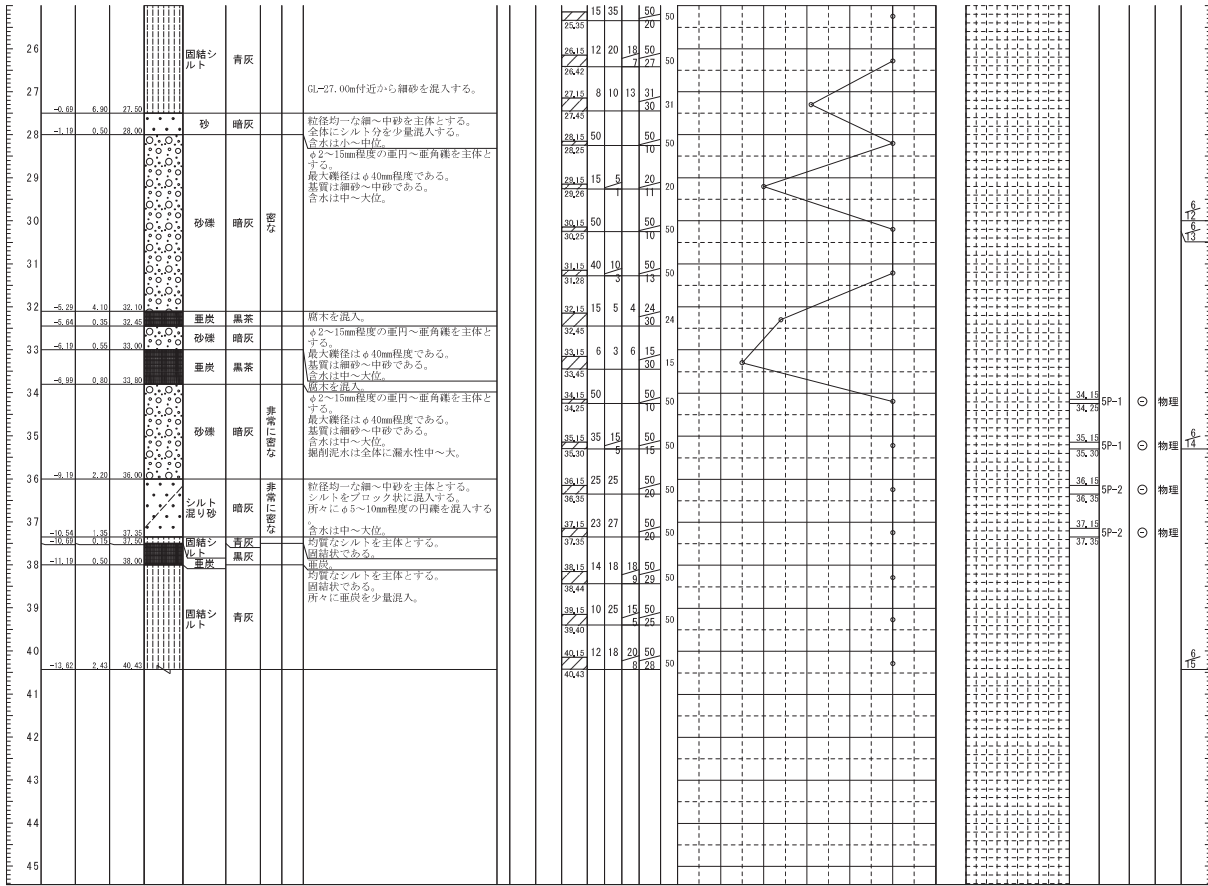 26
27
28
29
30
31
32
33
34
35
36
37
38
39
40
41
42
43
44
45
-0.69 6.90 27.50
-1.19 0.50 28.00
-5.29 4.10 32.10
-5.64 0.35 32.45
-6.19 0.55 33.00
-6.99 0.80 33.80
-9.19 2.20 36.00
-10.54 1.35 37.35
-10.69 0.15 37.50
-11.19 0.50 38.00
-13.62 2.43 40.43
固結シ
ルト
青灰
砂 暗灰
砂礫 暗灰
密な
亜炭 黒茶
砂礫 暗灰
亜炭 黒茶
砂礫 暗灰
非常に密な
シルト
混り砂
暗灰
非常に密な
固結シ
ルト
青灰
亜炭
黒灰
固結シ
ルト
青灰
GL-27.00m付近から細砂を混入する。
粒径均一な細~中砂を主体とする。
全体にシルト分を少量混入する。
含水は小~中位。
φ2~15mm程度の亜円~亜角礫を主体と
する。
最大礫径はφ40mm程度である。
基質は細砂~中砂である。
含水は中~大位。
腐木を混入。
φ2~15mm程度の亜円~亜角礫を主体と
する。
最大礫径はφ40mm程度である。
基質は細砂~中砂である。
含水は中~大位。
腐木を混入。
φ2~15mm程度の亜円~亜角礫を主体と
する。
最大礫径はφ40mm程度である。
基質は細砂~中砂である。
含水は中~大位。
掘削泥水は全体に漏水性中~大。
粒径均一な細~中砂を主体とする。
シルトをブロック状に混入する。
所々にφ5~10mm程度の円礫を混入する
。
含水は中~大位。
均質なシルトを主体とする。
固結状である。
亜炭。
均質なシルトを主体とする。
固結状である。
所々に亜炭を少量混入。
15 35 50 50
25.35 20
26.15 12 20 18 50 50
26.42 7 27
27.15 8 10 13 31 31
27.45 30
28.15 50 50 50
28.25 10
29.15 15 5 20 20
29.26 1 11
30.15 50 50 50
30.25 10
31.15 40 10 50 50
31.28 3 13
32.15 15 5 4 24 24
32.45 30
33.15 6 3 6 15 15
33.45 30
34.15 50 50 50
34.25 10
35.15 35 15 50 50
35.30 5 15
36.15 25 25 50 50
36.35 20
37.15 23 27 50 50
37.35 20
38.15 14 18 18 50 50
38.44 9 29
39.15 10 25 15 50 50
39.40 5 25
40.15 12 18 20 50 50
40.43 8 28
34.15 5P-1 物理
34.25
35.15 5P-1 物理
35.30
36.15 5P-2 物理
36.35
37.15 5P-2 物理
37.35
6
12
6
13
6
14
6
15